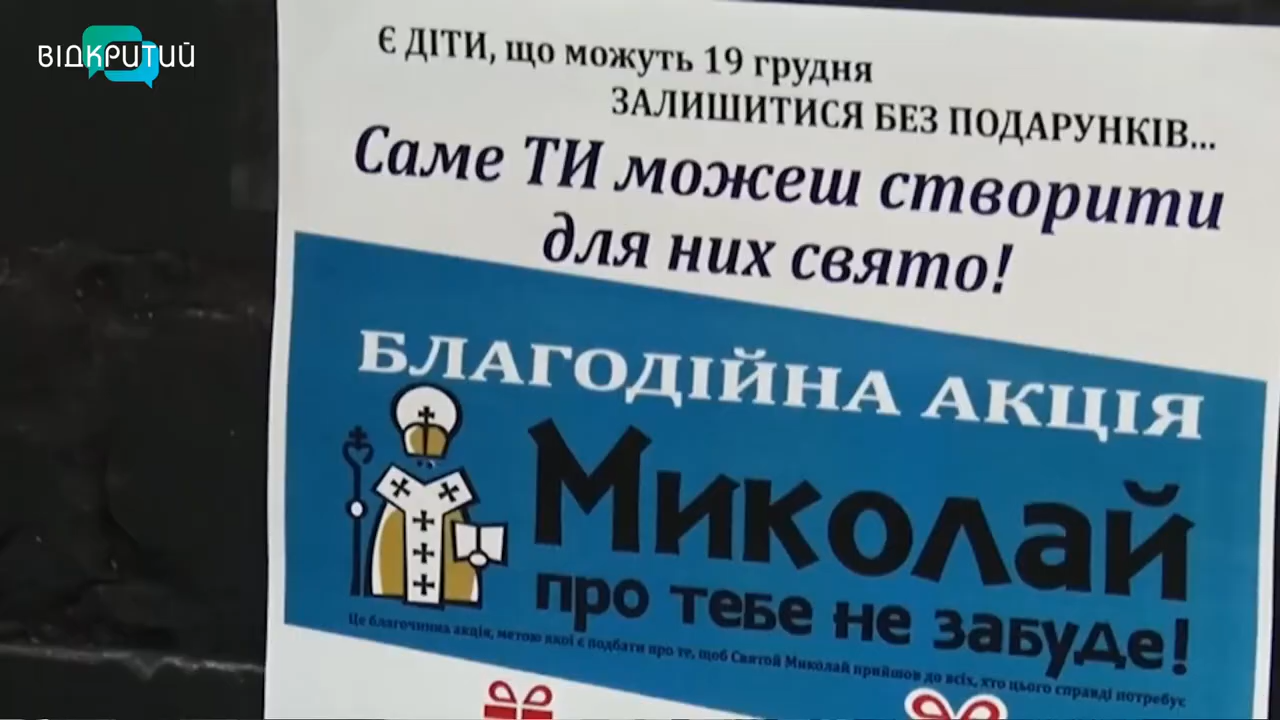 ВІДКРИТИЙ
Є ДІТИ, що можуть 19 грудня
ЗАЛИШИТИСЯ БЕЗ ПОДАРУНКІВ...
Саме ТИ можеш створити
для них свято!
БЛАГОДІЙНА АКЦІЯ
Миколай
про тебе не забуде!
Це благочинна акція, метою якої є подбати про те, щоб Святой Миколай прийшов до всіх, хто цього справді потребує